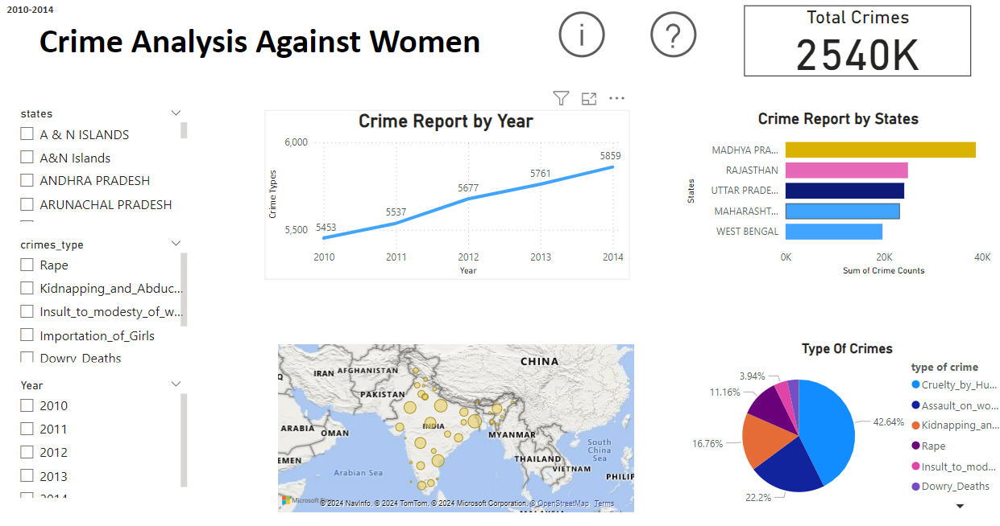 2010-2014
Crime Analysis Against Women
i
?
Total Crimes
2540K
states
A & N ISLANDS
A&N Islands
ANDHRA PRADESH
ARUNACHAL PRADESH
crimes_type
Rape
Kidnapping_and_Abduc...
Insult_to_modesty_of_w...
Importation_of_Girls
Dowry_Deaths
Year
2010
2011
2012
2013
2014
Crime Report by Year
Crime Types
6,000
5,500
5453
5537
5677
5761
5859
2010
2011
2012
2013
2014
Year
Crime Report by States
States
MADHYA PRA...
RAJASTHAN
UTTAR PRADE...
MAHARASHT...
WEST BENGAL
0K
20K
40K
Sum of Crime Counts
CHINA
IRAN
AFGHANISTAN
PAKISTAN
ARABIA
OMAN
INDIA
MYANMAR
EMEN
THAILAND
VIETNAM
South
China
Sea
PHILIP
Arabian Sea
Microsoft
© 2024 NavInfo, © 2024 TomTom, © 2024 Microsoft Corporation, © OpenStreetMap Terms
Type Of Crimes
3.94%
11.16%
16.76%
22.2%
42.64%
type of crime
Cruelty_by_Hu...
Assault_on_wo...
Kidnapping_an...
Rape
Insult_to_mod...
Dowry_Deaths